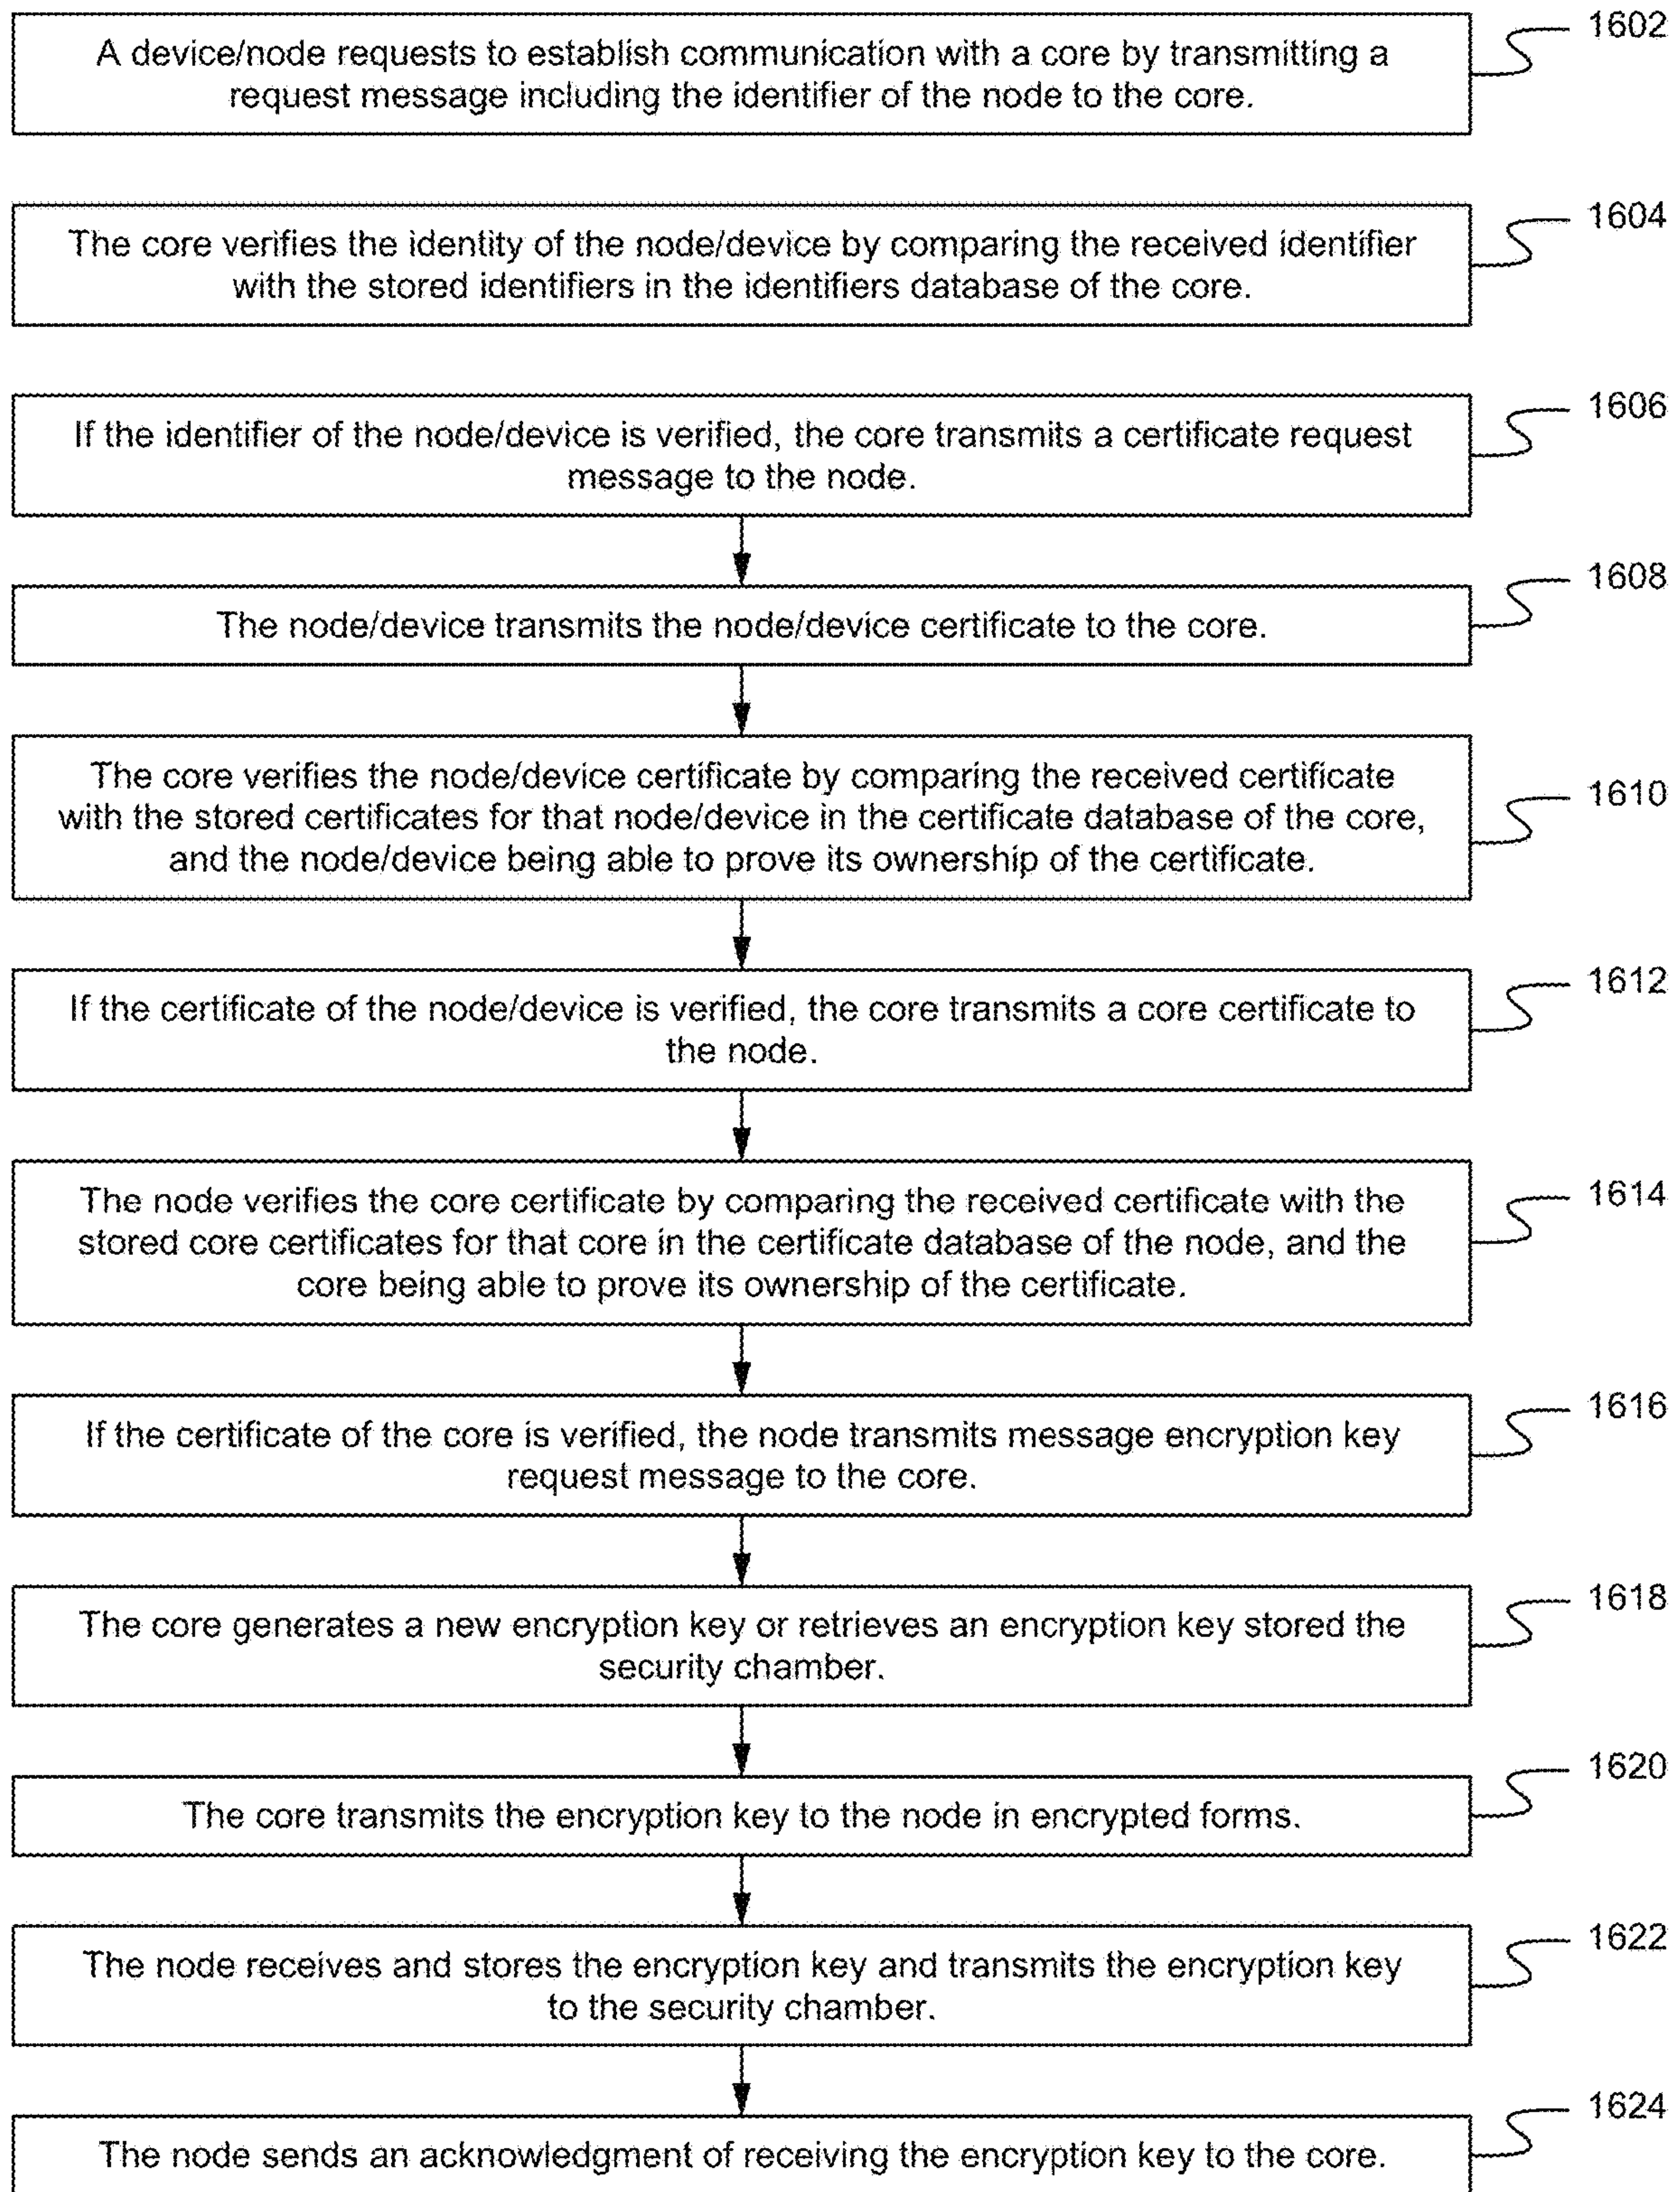 1602
A device/node requests to establish communication with a core by transmitting a
request message including the identifier of the node to the core.
1604
The core verifies the identity of the node/device by comparing the received identifier
with the stored identifiers in the identifiers database of the core.
1606
If the identifier of the node/device is verified, the core transmits a certificate request
message to the node.
1608
The node/device transmits the node/device certificate to the core.
1610
The core verifies the node/device certificate by comparing the received certificate
with the stored certificates for that node/device in the certificate database of the core,
and the node/device being able to prove its ownership of the certificate.
1612
If the certificate of the node/device is verified, the core transmits a core certificate to
the node.
1614
The node verifies the core certificate by comparing the received certificate with the
stored core certificates for that core in the certificate database of the node, and the
core being able to prove its ownership of the certificate.
1616
If the certificate of the core is verified, the node transmits message encryption key
request message to the core.
1618
The core generates a new encryption key or retrieves an encryption key stored the
security chamber.
1620
The core transmits the encryption key to the node in encrypted forms.
1622
The node receives and stores the encryption key and transmits the encryption key
to the security chamber.
1624
The node sends an acknowledgment of receiving the encryption key to the core.